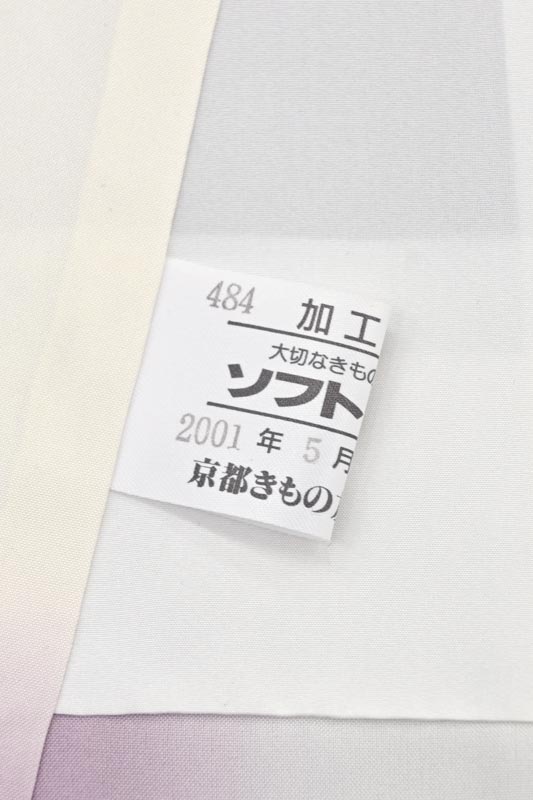 484 加工
大切なきもの
ソフト
2001 年 5 月
京都きもの